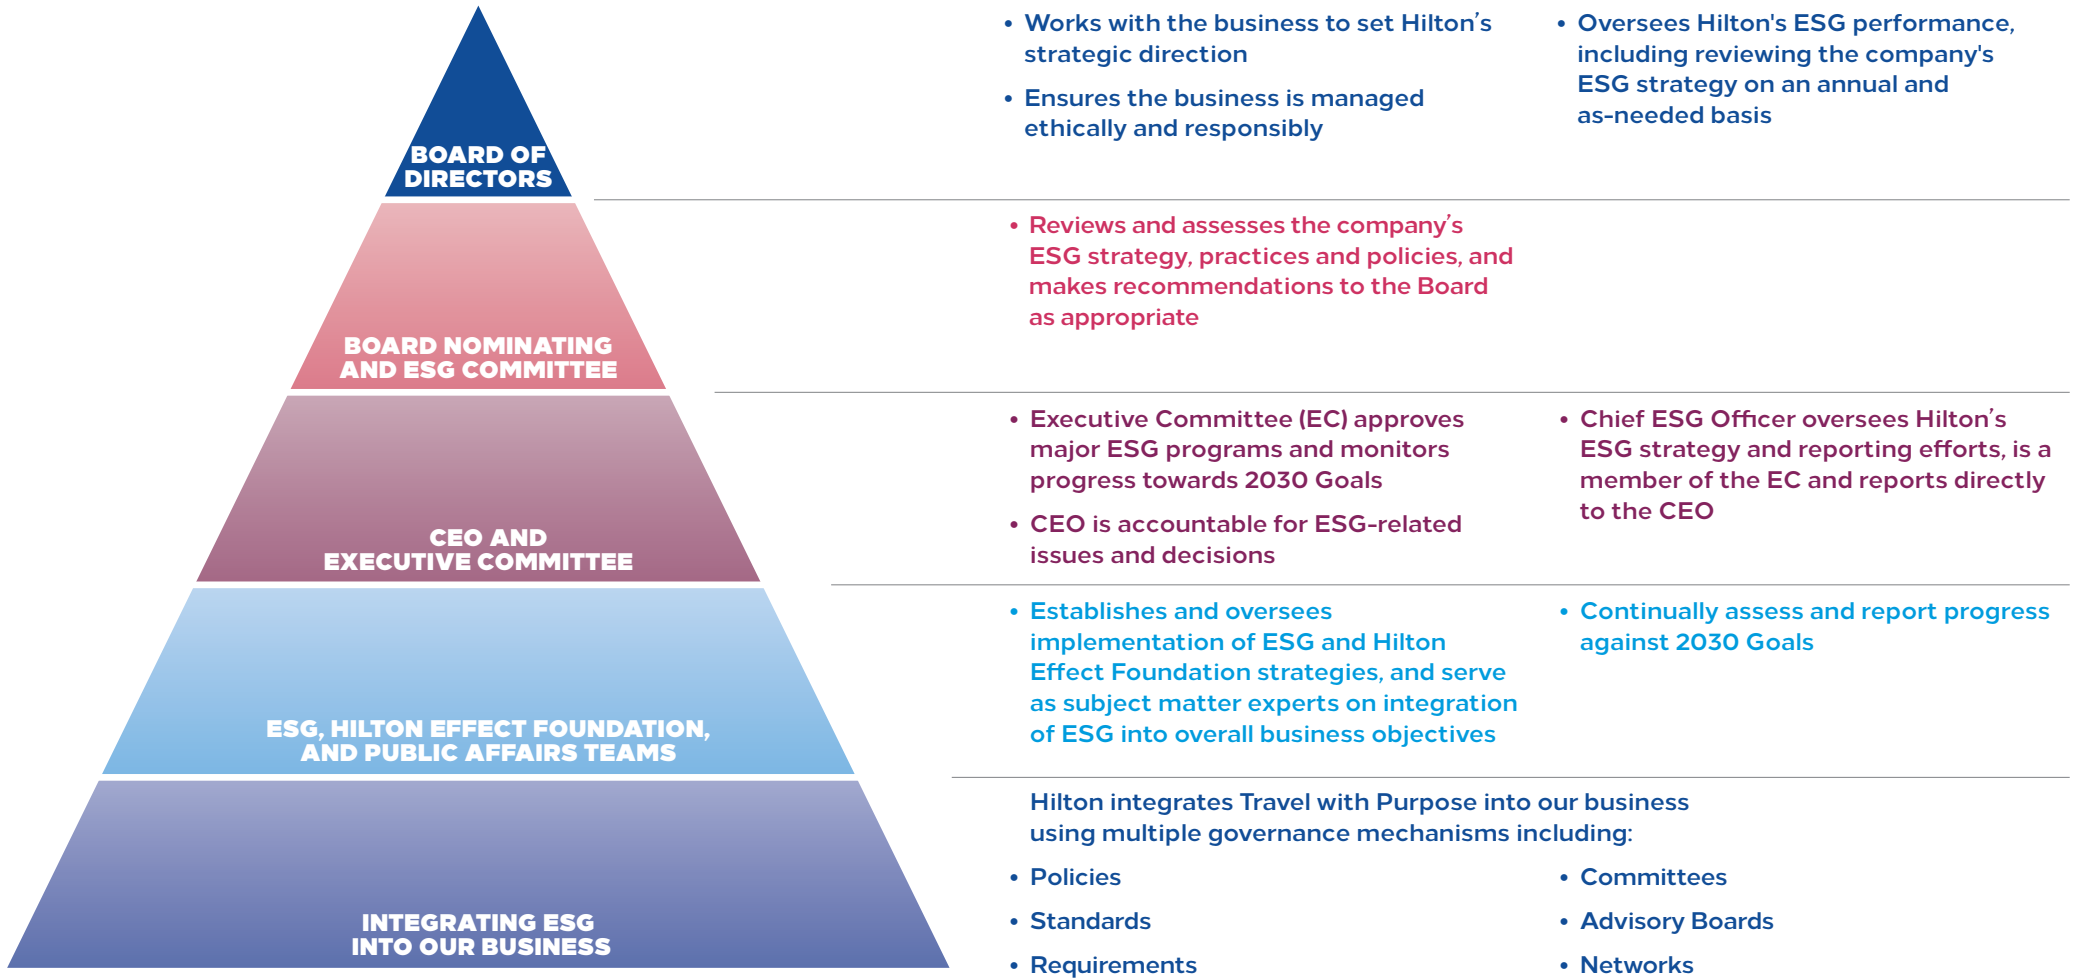 BOARD OF
DIRECTORS
• Works with the business to set Hilton’s
strategic direction
• Ensures the business is managed
ethically and responsibly
• Oversees Hilton's ESG performance,
including reviewing the company's
ESG strategy on an annual and
as-needed basis
BOARD NOMINATING
AND ESG COMMITTEE
• Reviews and assesses the company’s
ESG strategy, practices and policies, and
makes recommendations to the Board
as appropriate
CEO AND
EXECUTIVE COMMITTEE
• Executive Committee (EC) approves
major ESG programs and monitors
progress towards 2030 Goals
• CEO is accountable for ESG-related
issues and decisions
• Chief ESG Officer oversees Hilton’s
ESG strategy and reporting efforts, is a
member of the EC and reports directly
to the CEO
ESG, HILTON EFFECT FOUNDATION,
AND PUBLIC AFFAIRS TEAMS
• Establishes and oversees
implementation of ESG and Hilton
Effect Foundation strategies, and serve
as subject matter experts on integration
of ESG into overall business objectives
• Continually assess and report progress
against 2030 Goals
INTEGRATING ESG
INTO OUR BUSINESS
Hilton integrates Travel with Purpose into our business
using multiple governance mechanisms including:
• Policies
• Standards
• Requirements
• Committees
• Advisory Boards
• Networks